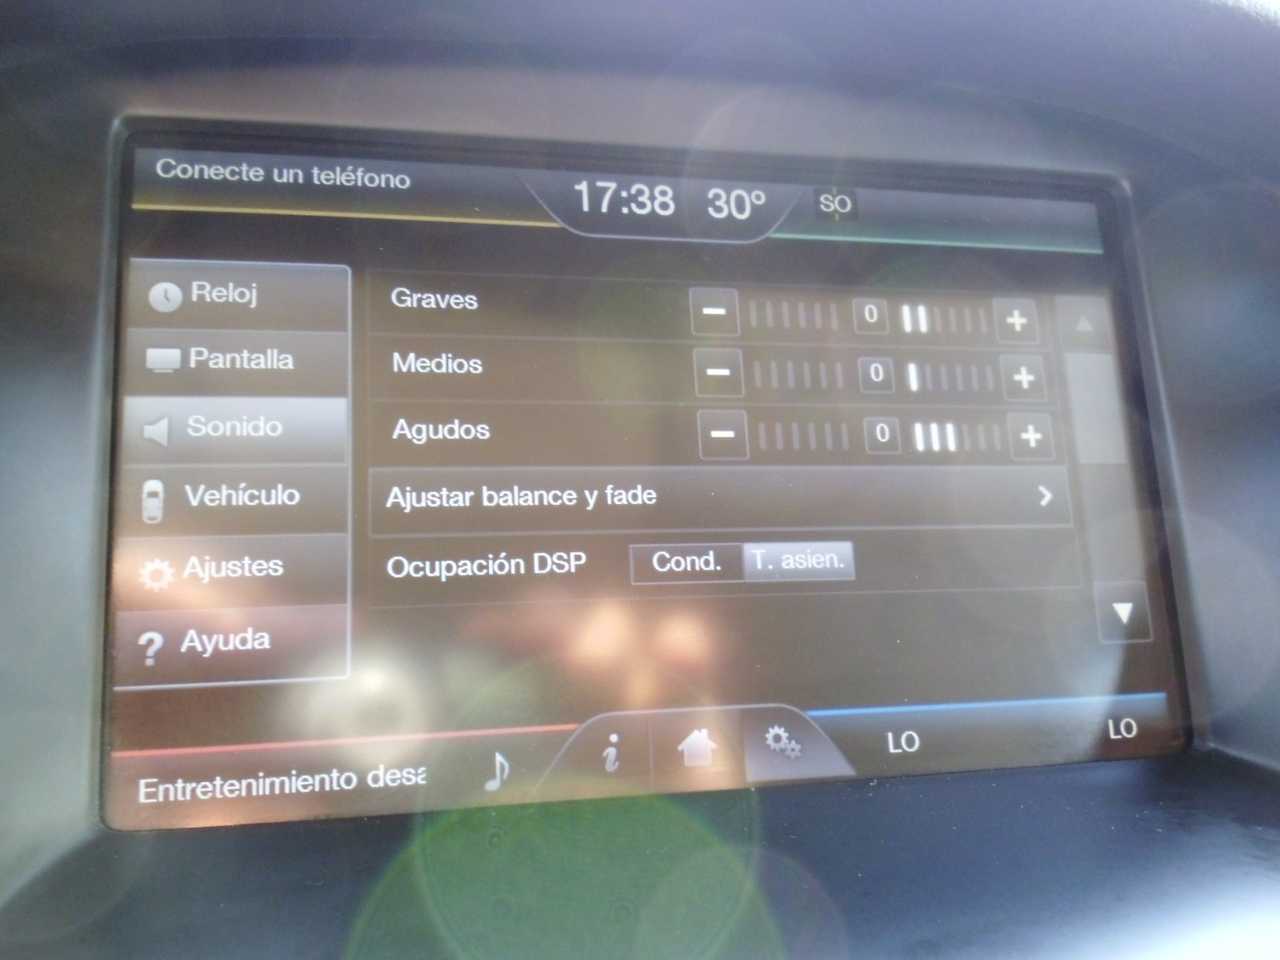 Conecte un teléfono
17:38 30° SO
Reloj
Pantalla
Sonido
Vehículo
Ajustes
? Ayuda
Graves − 0 +
Medios − 0 +
Agudos − 0 +
Ajustar balance y fade >
Ocupación DSP Cond. T. asien.
Entretenimiento desa
i
LO LO